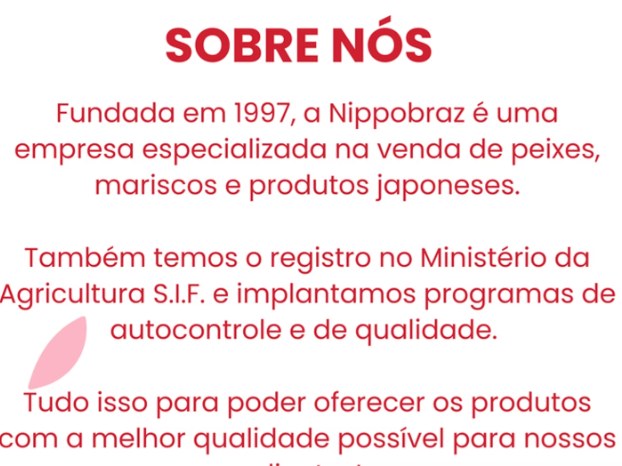 SOBRE NÓS
Fundada em 1997, a Nippobraz é uma
empresa especializada na venda de peixes,
mariscos e produtos japoneses.
Também temos o registro no Ministério da
Agricultura S.I.F. e implantamos programas de
autocontrole e de qualidade.
Tudo isso para poder oferecer os produtos
com a melhor qualidade possível para nossos